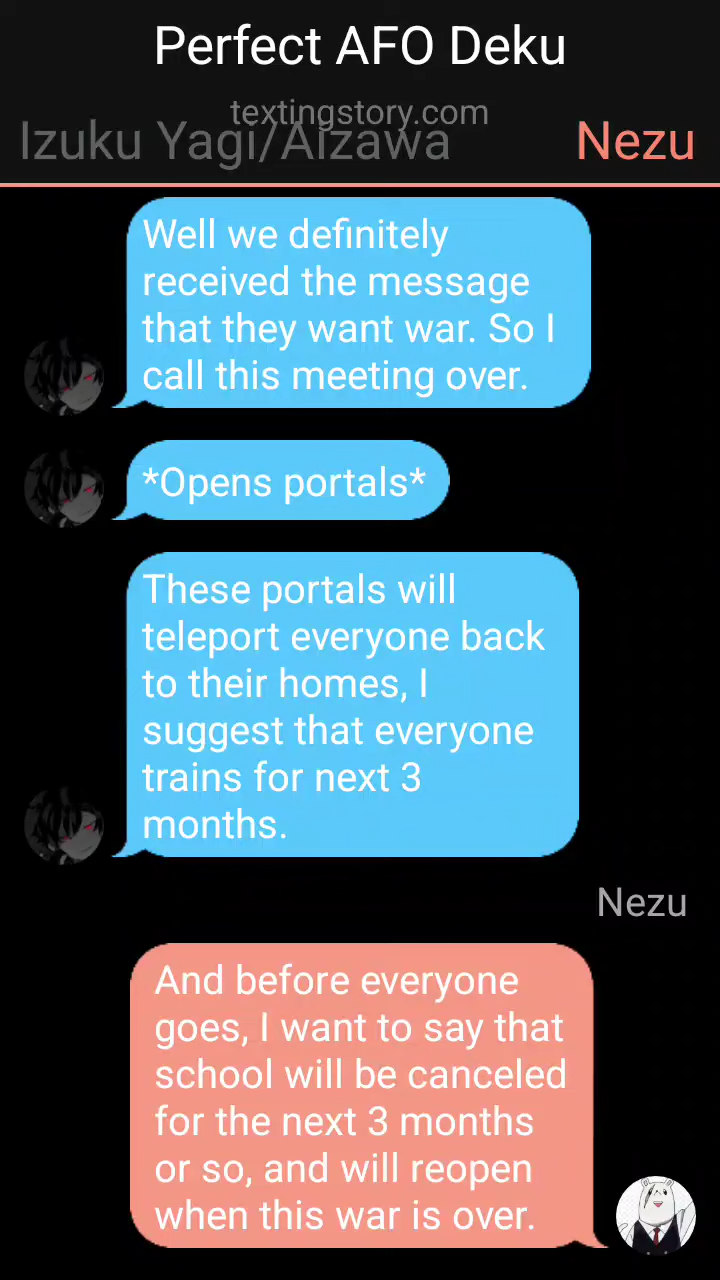 Perfect AFO Deku
textingstory.com
Izuku Yagi/Aizawa
Nezu
Well we definitely
received the message
that they want war. So I
call this meeting over.
*Opens portals*
These portals will
teleport everyone back
to their homes, I
suggest that everyone
trains for next 3
months.
Nezu
And before everyone
goes, I want to say that
school will be canceled
for the next 3 months
or so, and will reopen
when this war is over.